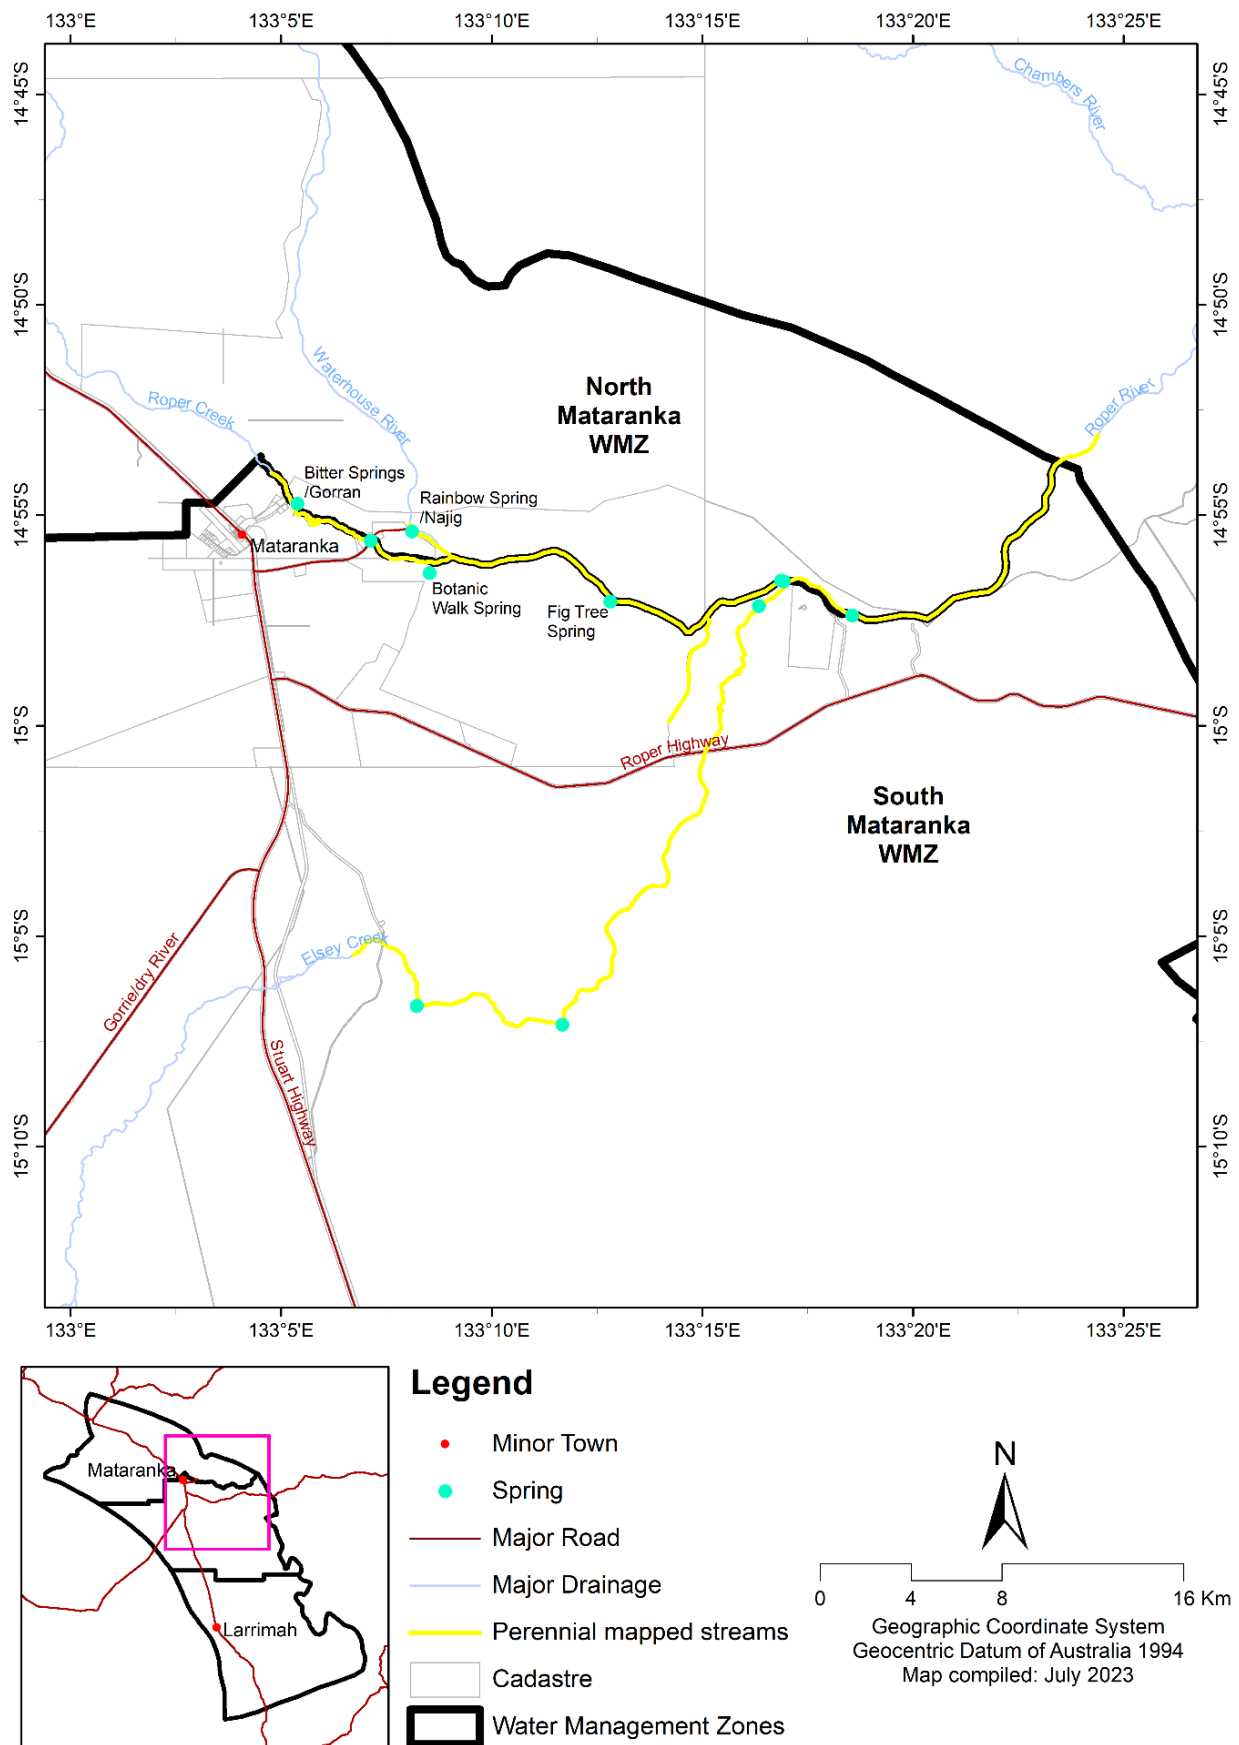 133°E 133°5'E 133°10'E 133°15'E 133°20'E 133°25'E
14°45'S
14°45'S
Chambers River
14°50'S
14°50'S
Waterhouse River
Roper Creek
North
Mataranka
WMZ
Roper River
Bitter Springs
/Gorran
Rainbow Spring
/Najig
14°55'S
14°55'S
Mataranka
Botanic
Walk Spring
Fig Tree
Spring
15°S
15°S
Roper Highway
South
Mataranka
WMZ
15°5'S
15°5'S
Elsey Creek
Gorrie/dry River
Stuart Highway
15°10'S
15°10'S
133°E 133°5'E 133°10'E 133°15'E 133°20'E 133°25'E
Mataranka
Larrimah
Legend
Minor Town
Spring
Major Road
Major Drainage
Perennial mapped streams
Cadastre
Water Management Zones
N
0 4 8 16 Km
Geographic Coordinate System
Geocentric Datum of Australia 1994
Map compiled: July 2023